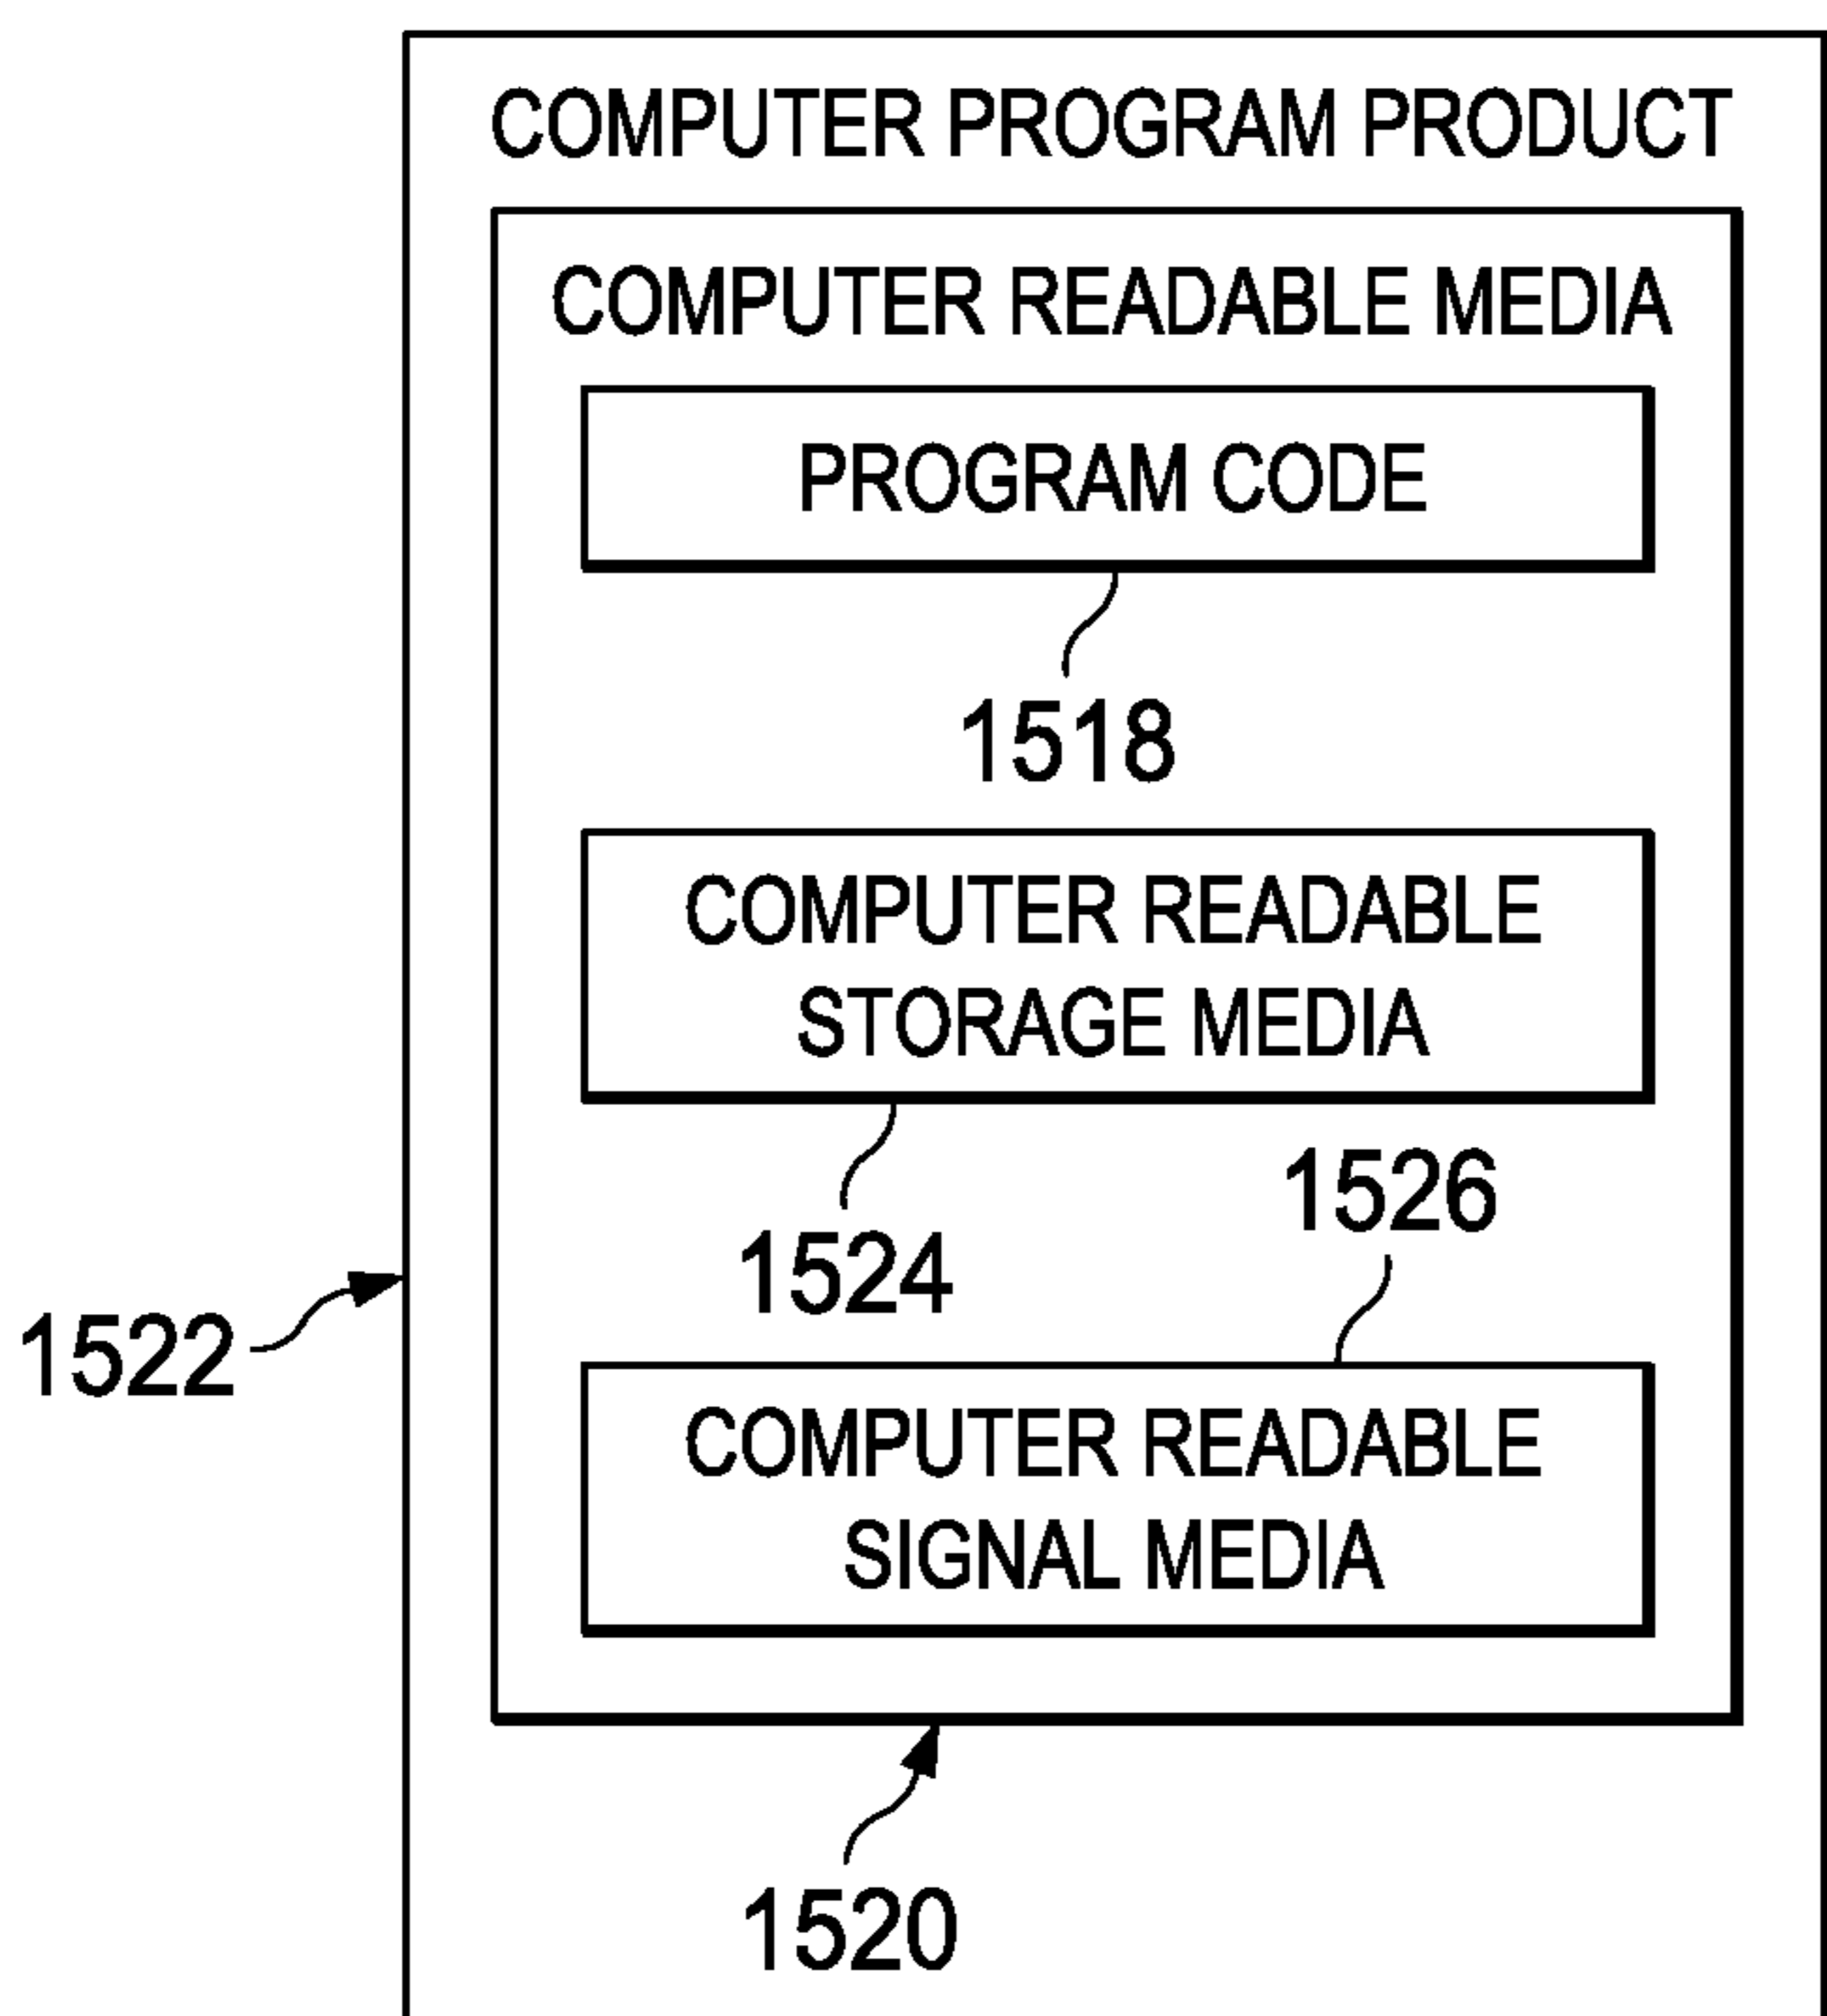 COMPUTER PROGRAM PRODUCT
COMPUTER READABLE MEDIA
PROGRAM CODE
1518
COMPUTER READABLE
STORAGE MEDIA
1526
1524
1522
COMPUTER READABLE
SIGNAL MEDIA
1520